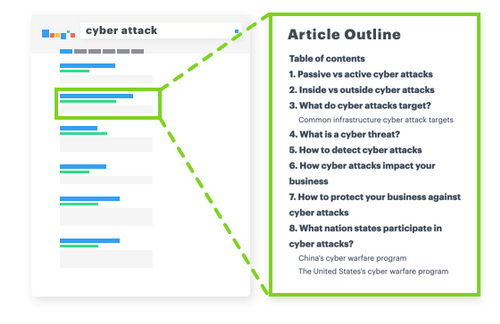 cyber attack
Article Outline
Table of contents
1. Passive vs active cyber attacks
2. Inside vs outside cyber attacks
3. What do cyber attacks target?
Common infrastructure cyber attack targets
4. What is a cyber threat?
5. How to detect cyber attacks
6. How cyber attacks impact your
business
7. How to protect your business against
cyber attacks
8. What nation states participate in
cyber attacks?
China's cyber warfare program
The United States's cyber warfare program